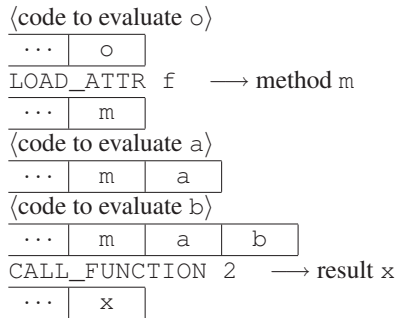 ⟨code to evaluate o⟩
··· o
LOAD_ATTR f ⟶ method m
··· m
⟨code to evaluate a⟩
··· m a
⟨code to evaluate b⟩
··· m a b
CALL_FUNCTION 2 ⟶ result x
··· x